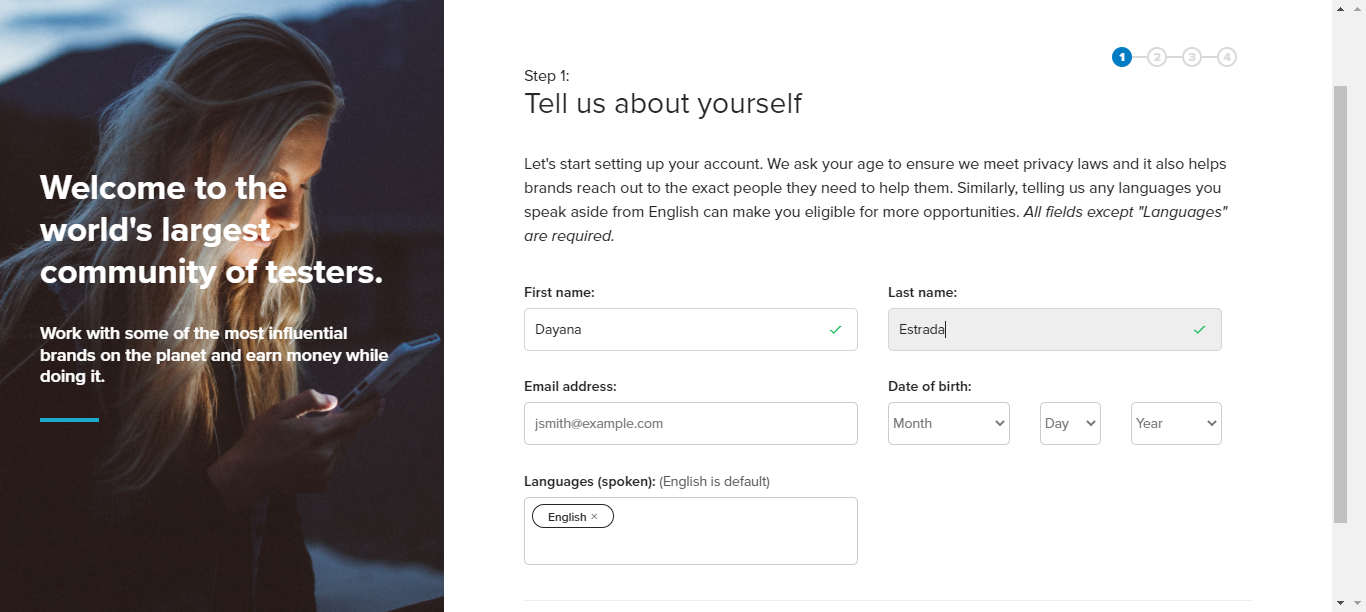 Welcome to the
world's largest
community of testers.
Work with some of the most influential
brands on the planet and earn money while
doing it.
1 2 3 4
Step 1:
Tell us about yourself
Let's start setting up your account. We ask your age to ensure we meet privacy laws and it also helps
brands reach out to the exact people they need to help them. Similarly, telling us any languages you
speak aside from English can make you eligible for more opportunities. All fields except "Languages"
are required.
First name: Last name:
Dayana Estrada
Email address: Date of birth:
jsmith@example.com Month Day Year
Languages (spoken): (English is default)
English ×